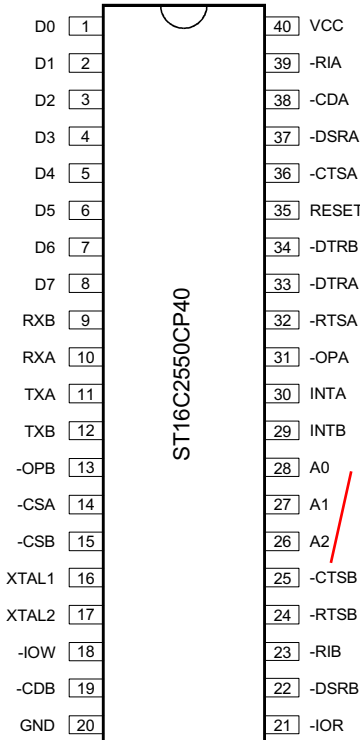 D0 1 40 VCC
D1 2 39 -RIA
D2 3 38 -CDA
D3 4 37 -DSRA
D4 5 36 -CTSA
D5 6 35 RESET
D6 7 34 -DTRB
D7 8 33 -DTRA
RXB 9 32 -RTSA
RXA 10 31 -OPA
TXA 11 30 INTA
TXB 12 29 INTB
-OPB 13 28 A0
-CSA 14 27 A1
-CSB 15 26 A2
XTAL1 16 25 -CTSB
XTAL2 17 24 -RTSB
-IOW 18 23 -RIB
-CDB 19 22 -DSRB
GND 20 21 -IOR
ST16C2550CP40